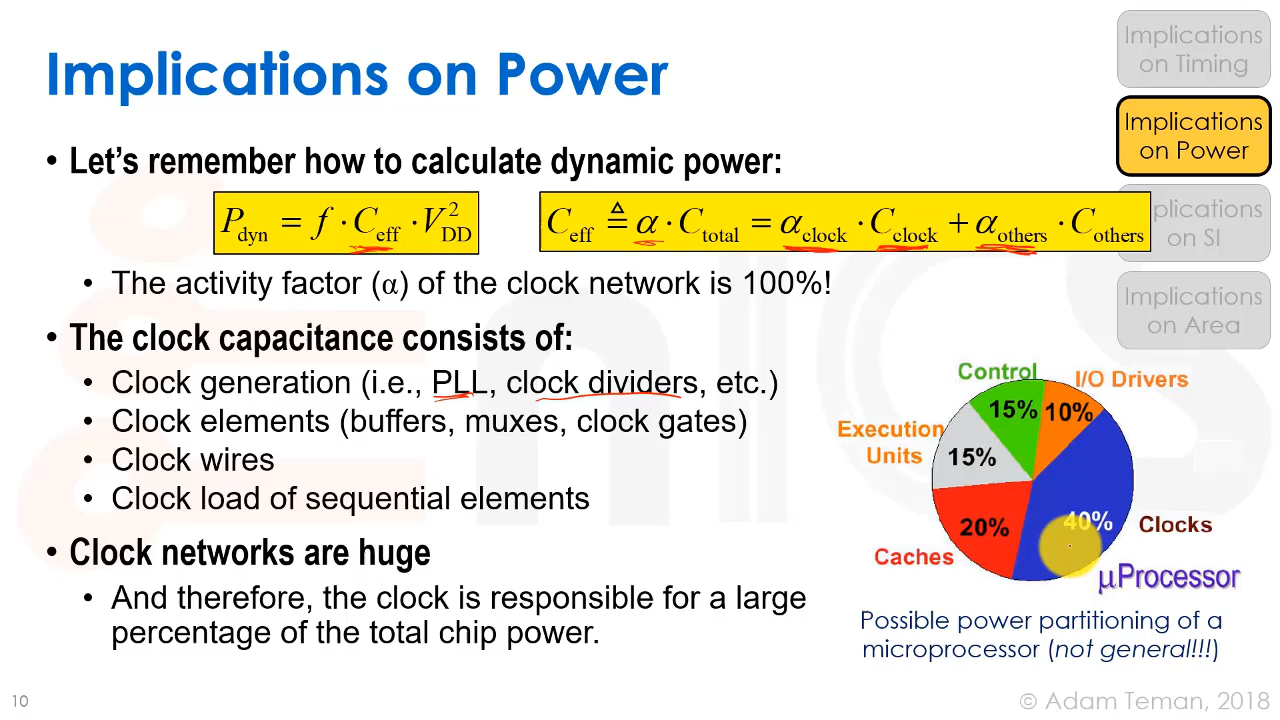 Implications on Power
Implications
on Timing
Implications
on Power
Implications
on SI
Implications
on Area
• Let's remember how to calculate dynamic power:
P_dyn = f · C_eff · V_DD^2
C_eff ≜ α · C_total = α_clock · C_clock + α_others · C_others
• The activity factor (α) of the clock network is 100%!
• The clock capacitance consists of:
• Clock generation (i.e., PLL, clock dividers, etc.)
• Clock elements (buffers, muxes, clock gates)
• Clock wires
• Clock load of sequential elements
• Clock networks are huge
• And therefore, the clock is responsible for a large
percentage of the total chip power.
Control
I/O Drivers
15%
10%
Execution
Units
15%
40%
Clocks
20%
Caches
μProcessor
Possible power partitioning of a
microprocessor (not general!!!)
10
© Adam Teman, 2018